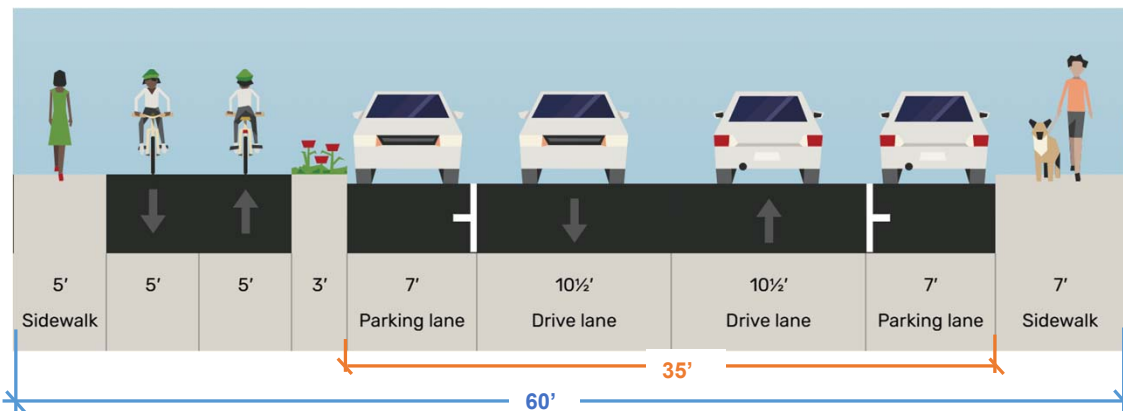 5’ 5’ 5’ 3’ 7’ 10½’ 10½’ 7’ 7’
Sidewalk Parking lane Drive lane Drive lane Parking lane Sidewalk
35’
60’